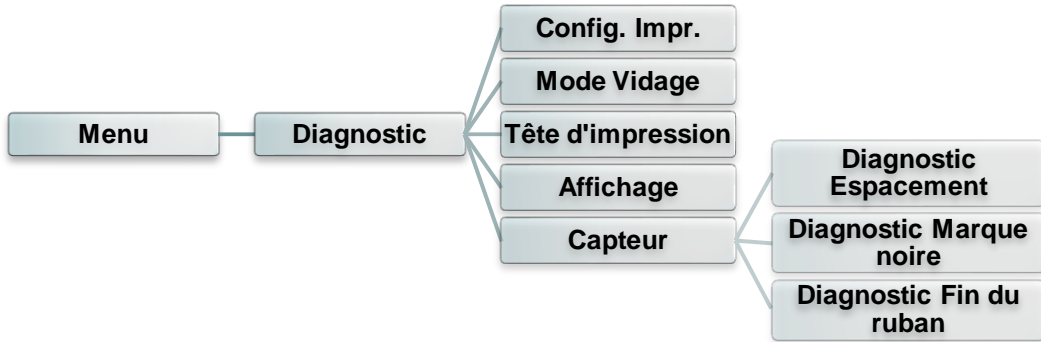 Config. Impr.
Mode Vidage
Menu
Diagnostic
Tête d'impression
Affichage
Capteur
Diagnostic
Espacement
Diagnostic Marque
noire
Diagnostic Fin du
ruban